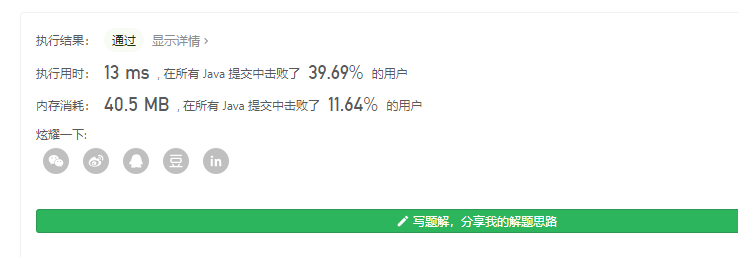 执行结果： 通过 显示详情 ›
执行用时： 13 ms , 在所有 Java 提交中击败了 39.69% 的用户
内存消耗： 40.5 MB , 在所有 Java 提交中击败了 11.64% 的用户
炫耀一下:
豆 in
写题解，分享我的解题思路